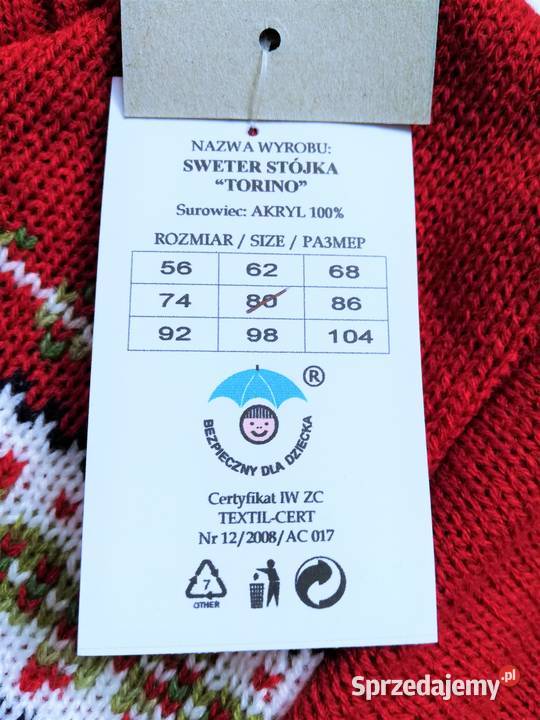 NAZWA WYROBU:
SWETER STÓJKA
“TORINO”
Surowiec: AKRYL 100%
ROZMIAR / SIZE / РАЗМЕР
56 62 68
74 80 86
92 98 104
®
BEZPIECZNY DLA DZIECKA
Certyfikat IW ZC
TEXTIL-CERT
Nr 12/2008/AC 017
7
OTHER
Sprzedajemy.pl